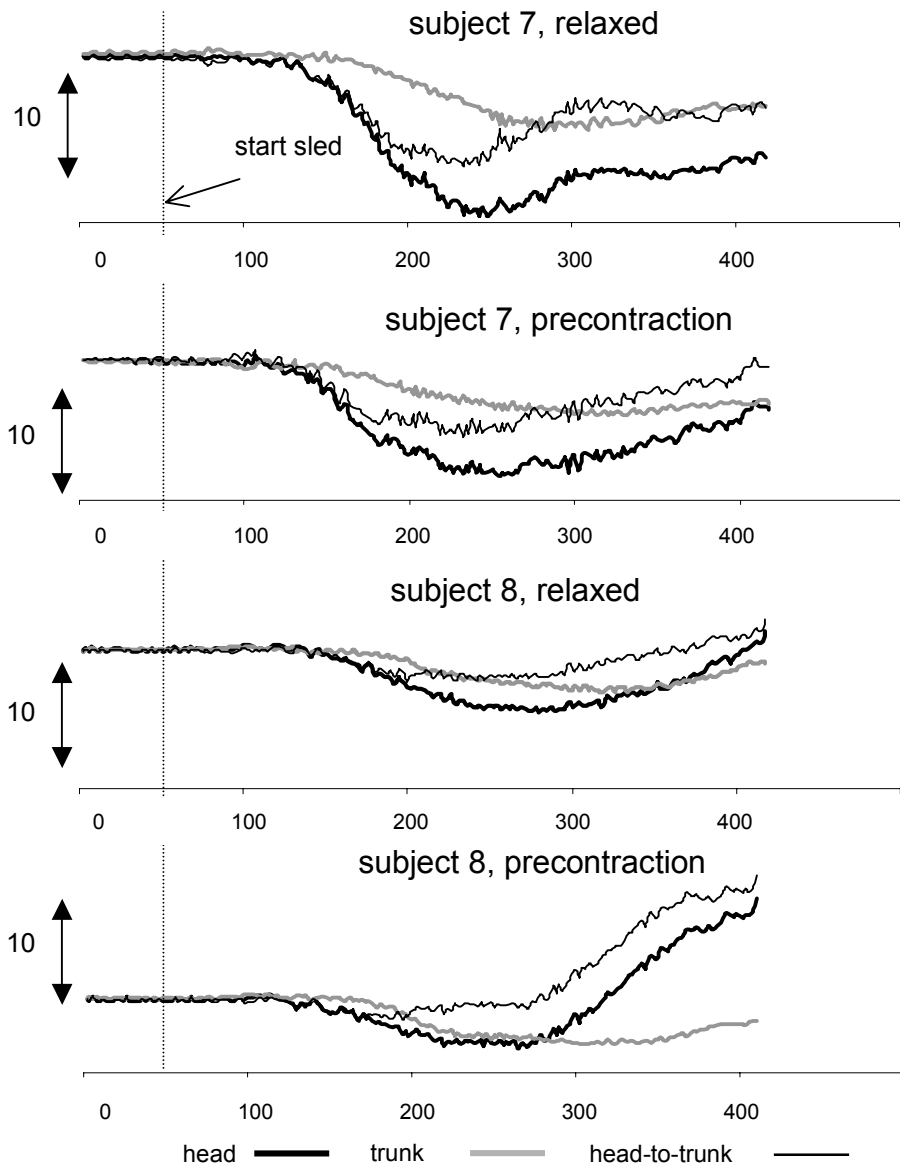 subject 7, relaxed
10
start sled
0 100 200 300 400
subject 7, precontraction
10
0 100 200 300 400
subject 8, relaxed
10
0 100 200 300 400
subject 8, precontraction
10
0 100 200 300 400
head trunk head-to-trunk